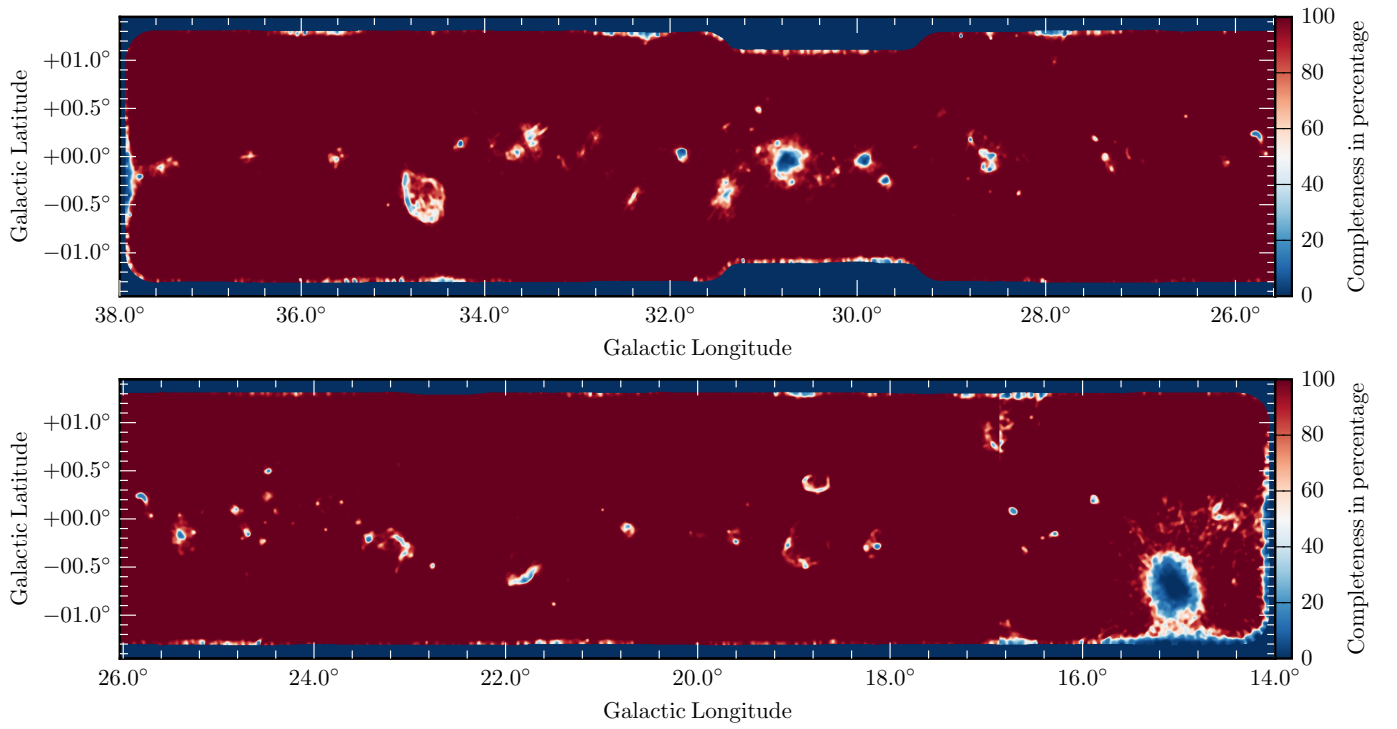 +01.0°
+00.5°
+00.0°
−00.5°
−01.0°
Galactic Latitude
38.0° 36.0° 34.0° 32.0° 30.0° 28.0° 26.0°
Galactic Longitude
100
80
60
40
20
0
Completeness in percentage
+01.0°
+00.5°
+00.0°
−00.5°
−01.0°
Galactic Latitude
26.0° 24.0° 22.0° 20.0° 18.0° 16.0° 14.0°
Galactic Longitude
100
80
60
40
20
0
Completeness in percentage